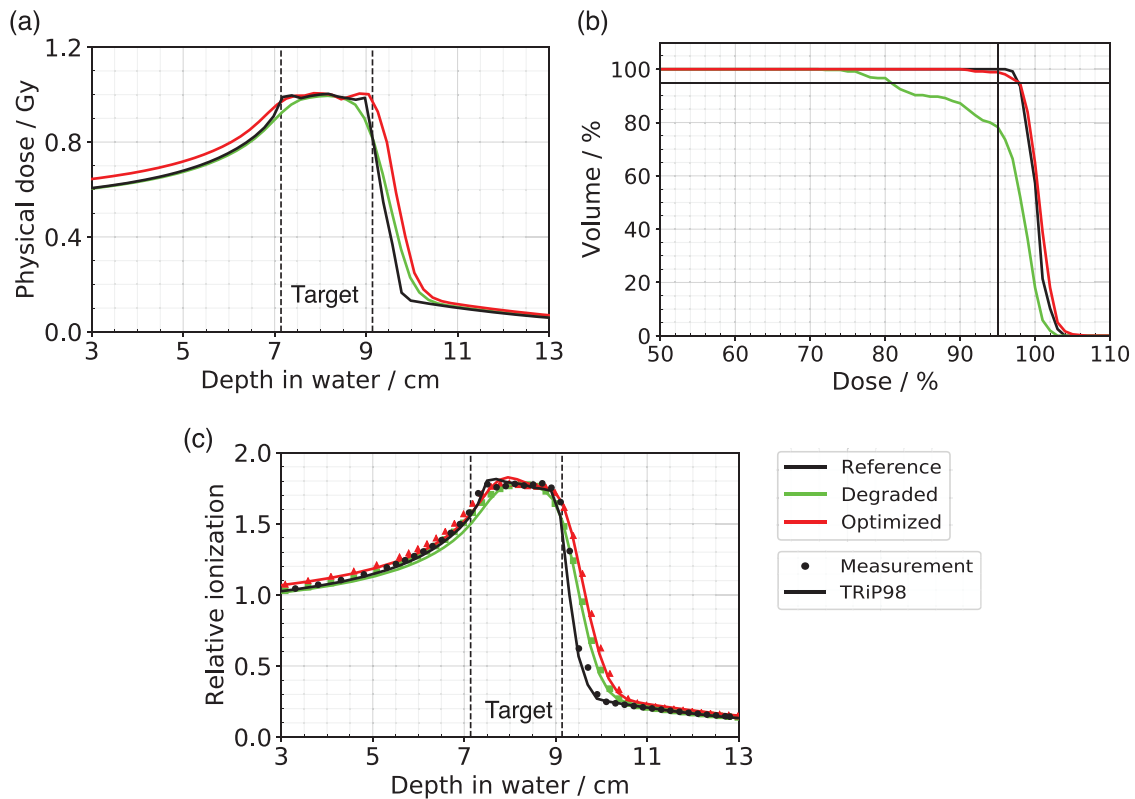 (a)
1.2
0.8
0.4
0.0
Physical dose / Gy
Target
3 5 7 9 11 13
Depth in water / cm
(b)
100
80
60
40
20
0
Volume / %
50 60 70 80 90 100 110
Dose / %
(c)
2.0
1.5
1.0
0.5
0.0
Relative ionization
Target
3 5 7 9 11 13
Depth in water / cm
Reference
Degraded
Optimized
Measurement
TRiP98